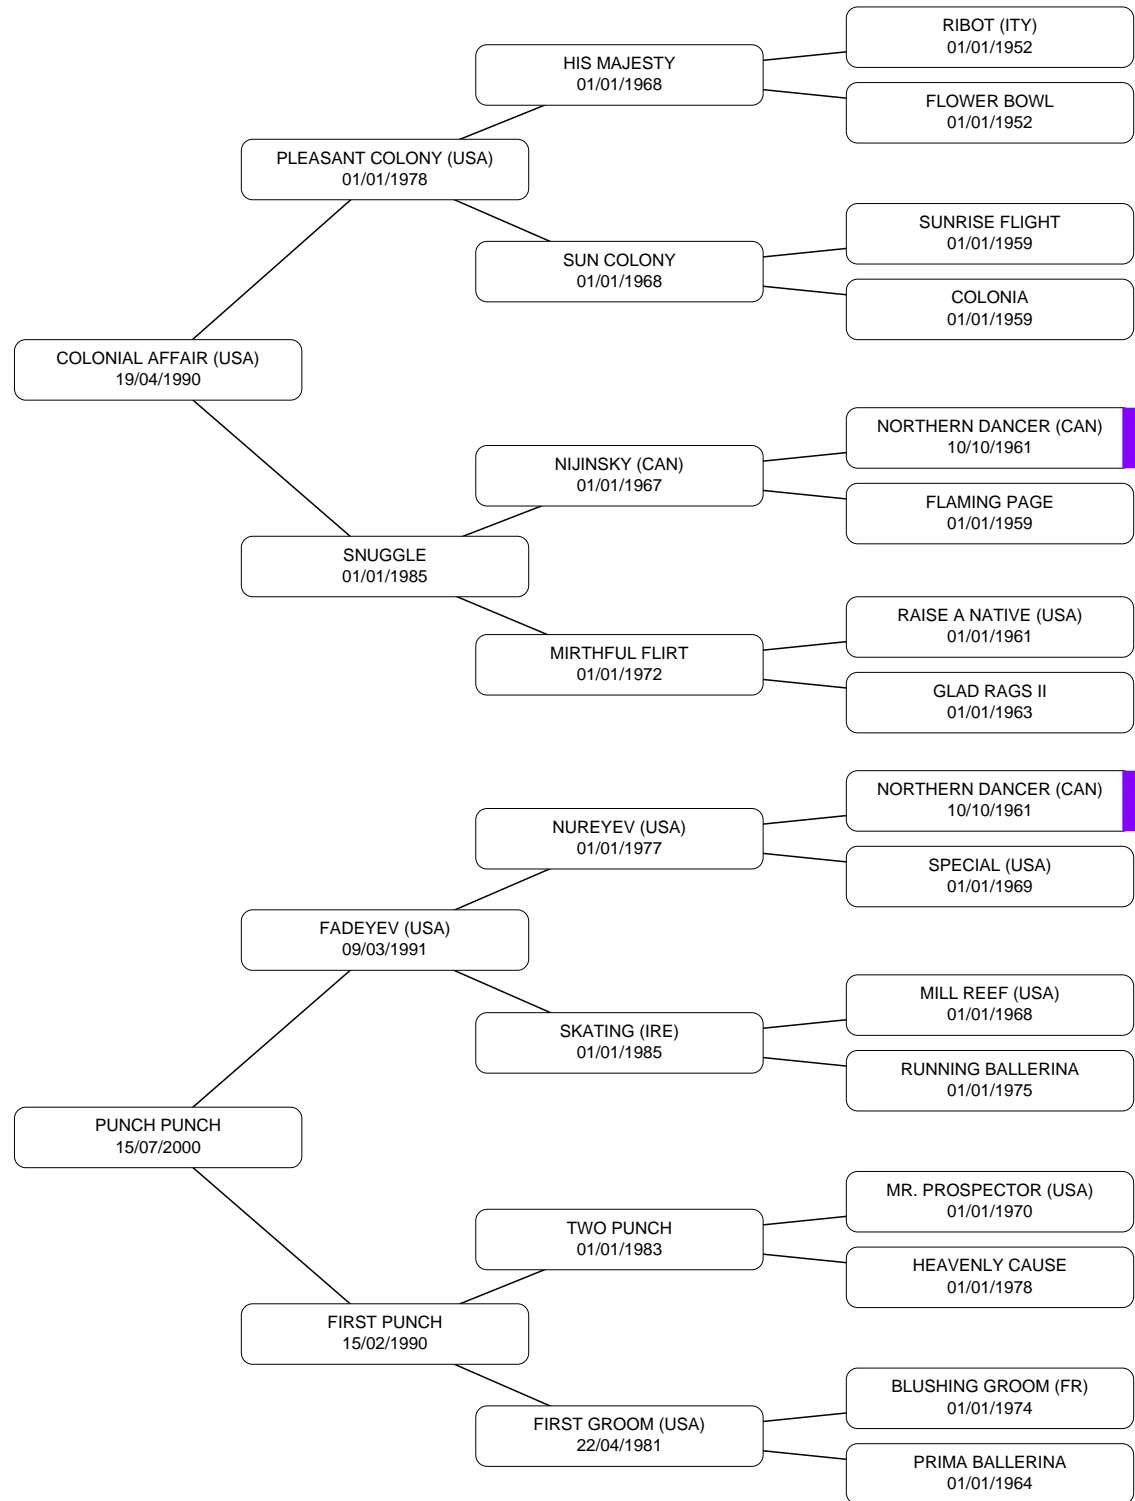 RIBOT (ITY)
01/01/1952
HIS MAJESTY
01/01/1968
FLOWER BOWL
01/01/1952
PLEASANT COLONY (USA)
01/01/1978
SUNRISE FLIGHT
01/01/1959
SUN COLONY
01/01/1968
COLONIA
01/01/1959
COLONIAL AFFAIR (USA)
19/04/1990
NORTHERN DANCER (CAN)
10/10/1961
NIJINSKY (CAN)
01/01/1967
FLAMING PAGE
01/01/1959
SNUGGLE
01/01/1985
RAISE A NATIVE (USA)
01/01/1961
MIRTHFUL FLIRT
01/01/1972
GLAD RAGS II
01/01/1963
NORTHERN DANCER (CAN)
10/10/1961
NUREYEV (USA)
01/01/1977
SPECIAL (USA)
01/01/1969
FADEYEV (USA)
09/03/1991
MILL REEF (USA)
01/01/1968
SKATING (IRE)
01/01/1985
RUNNING BALLERINA
01/01/1975
PUNCH PUNCH
15/07/2000
MR. PROSPECTOR (USA)
01/01/1970
TWO PUNCH
01/01/1983
HEAVENLY CAUSE
01/01/1978
FIRST PUNCH
15/02/1990
BLUSHING GROOM (FR)
01/01/1974
FIRST GROOM (USA)
22/04/1981
PRIMA BALLERINA
01/01/1964